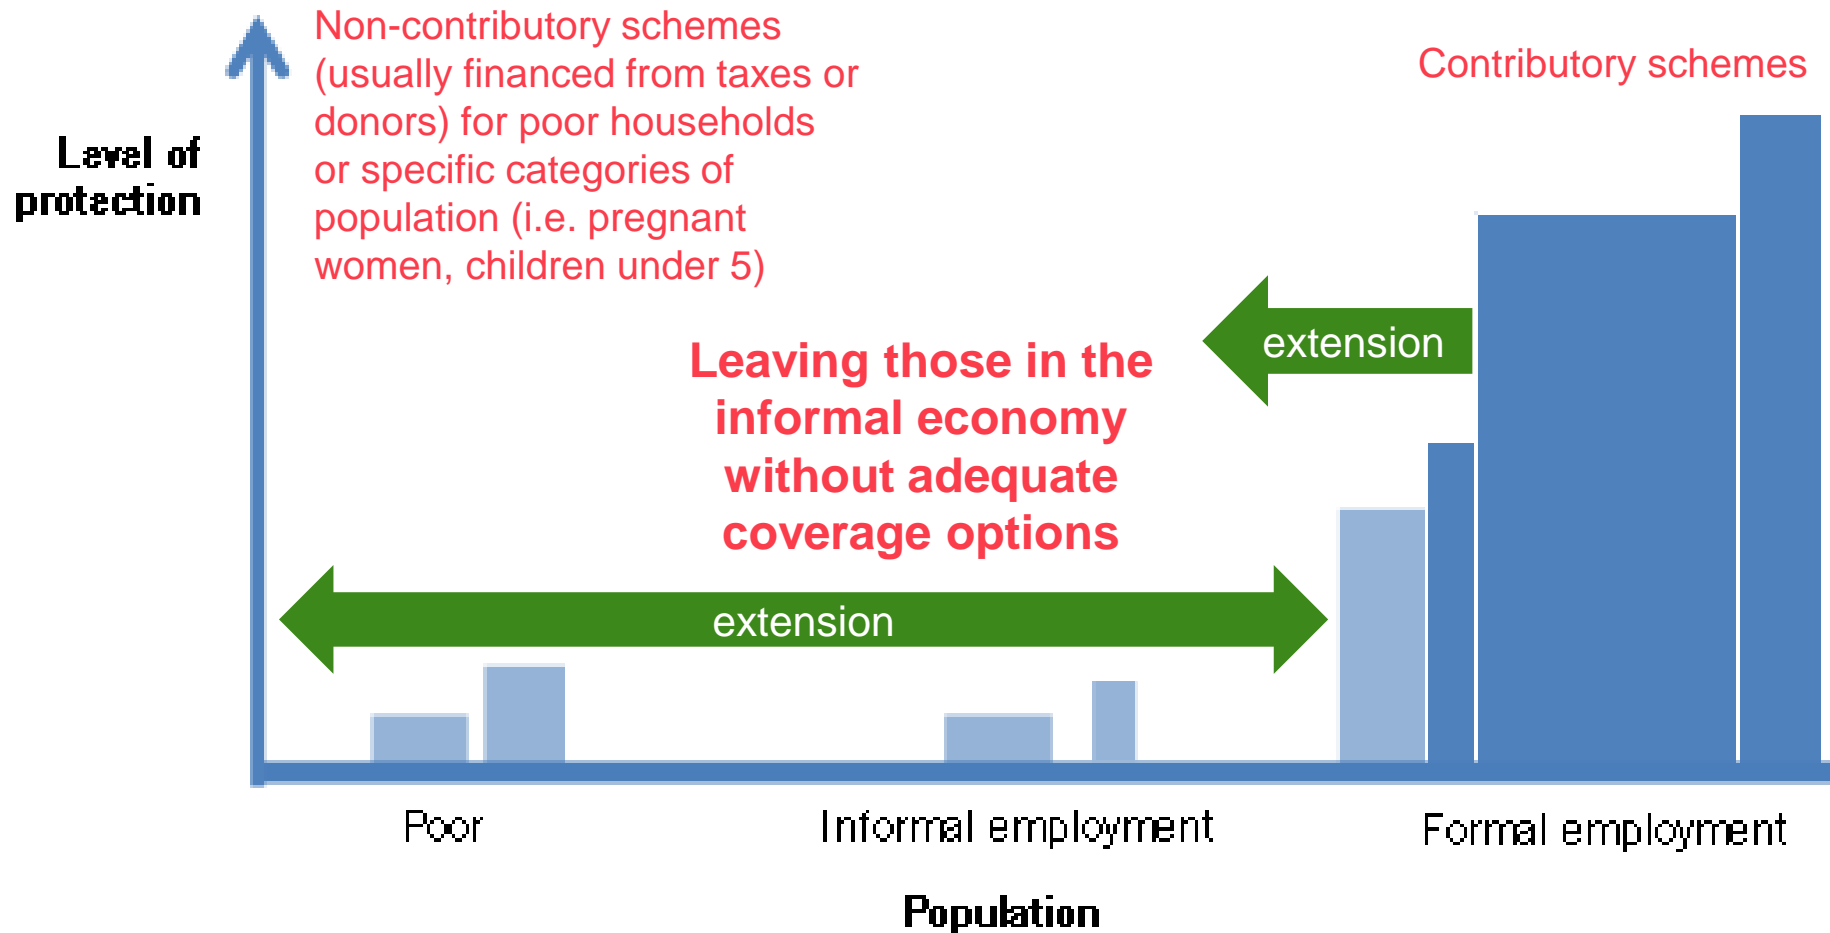 Non-contributory schemes
(usually financed from taxes or
donors) for poor households
or specific categories of
population (i.e. pregnant
women, children under 5)
Contributory schemes
Level of
protection
extension
Leaving those in the
informal economy
without adequate
coverage options
extension
Poor
Informal employment
Formal employment
Population